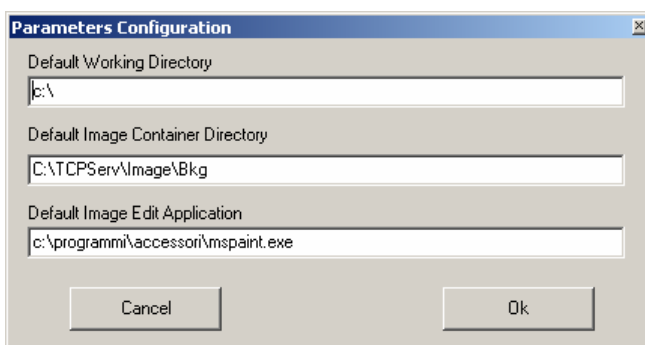 Parameters Configuration
Default Working Directory
c:\
Default Image Container Directory
C:\TCPServ\Image\Bkg
Default Image Edit Application
c:\programmi\accessori\mspaint.exe
Cancel Ok